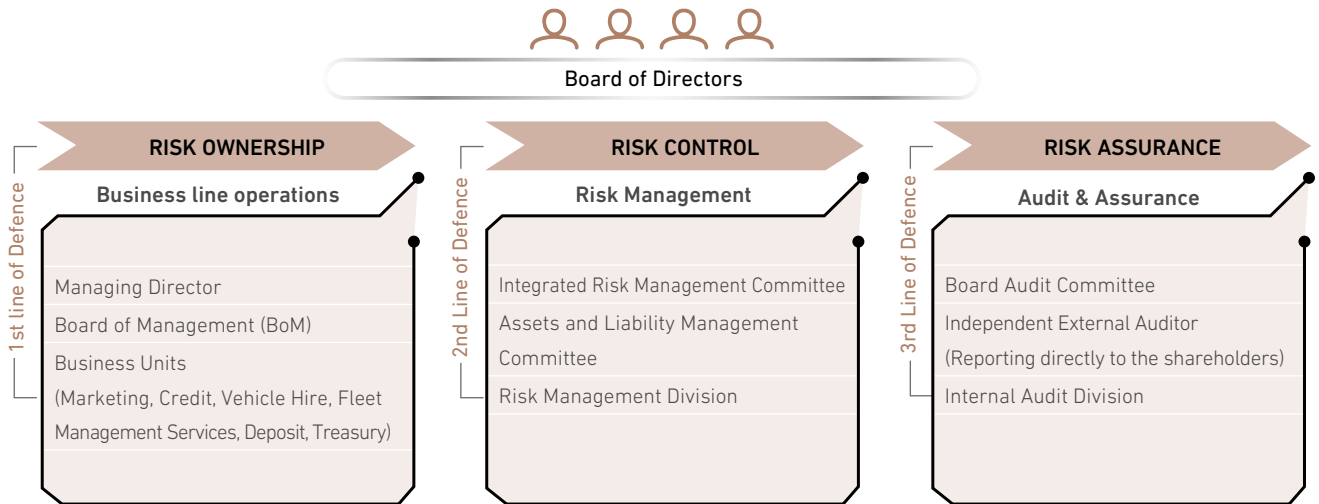 Board of Directors
RISK OWNERSHIP
1st line of Defence
Business line operations
Managing Director
Board of Management (BoM)
Business Units
(Marketing, Credit, Vehicle Hire, Fleet
Management Services, Deposit, Treasury)
RISK CONTROL
2nd Line of Defence
Risk Management
Integrated Risk Management Committee
Assets and Liability Management
Committee
Risk Management Division
RISK ASSURANCE
3rd Line of Defence
Audit & Assurance
Board Audit Committee
Independent External Auditor
(Reporting directly to the shareholders)
Internal Audit Division